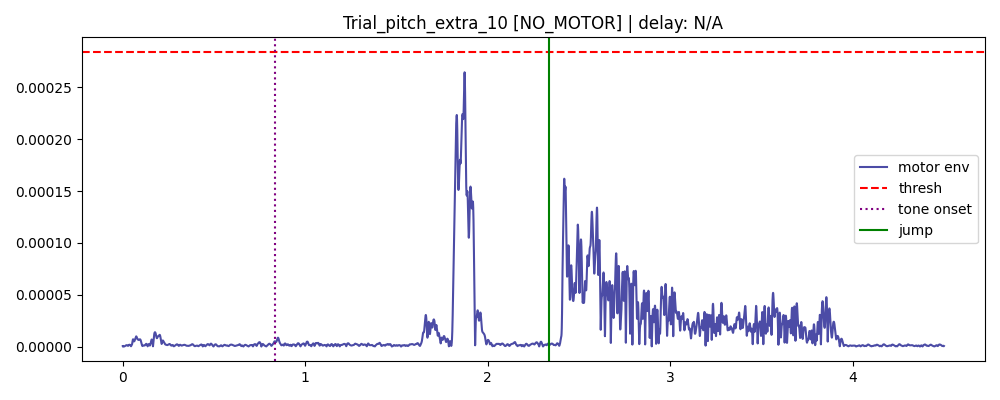 Trial_pitch_extra_10 [NO_MOTOR] | delay: N/A
0.00025
0.00020
0.00015
0.00010
0.00005
0.00000
motor env
thresh
tone onset
jump
0 1 2 3 4